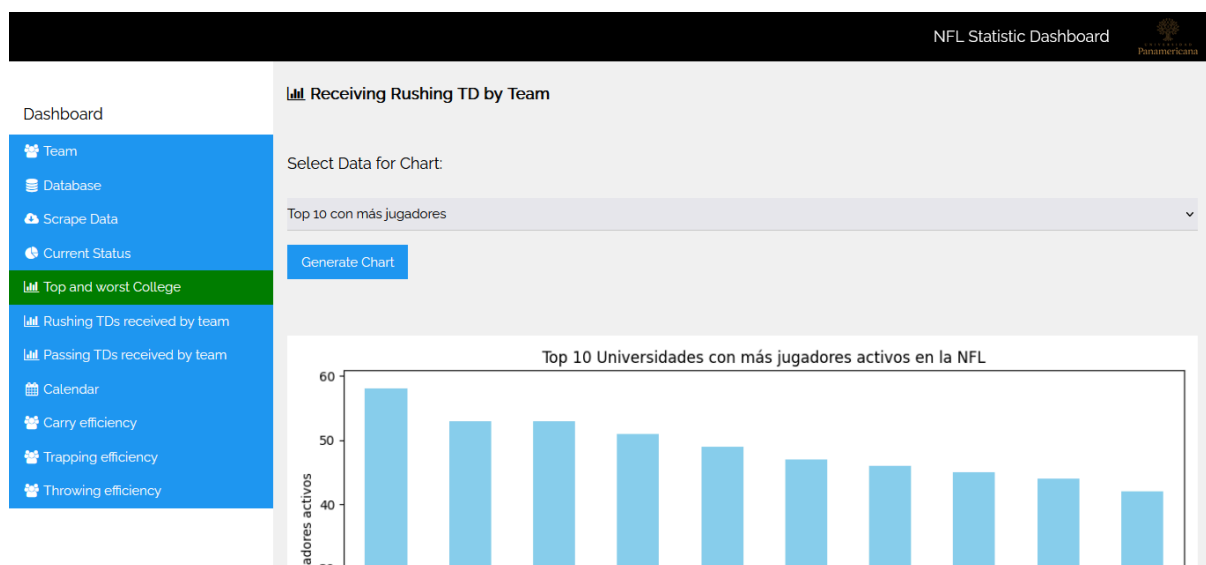 NFL Statistic Dashboard
UNIVERSIDAD
Panamericana
Dashboard
Team
Database
Scrape Data
Current Status
Top and worst College
Rushing TDs received by team
Passing TDs received by team
Calendar
Carry efficiency
Trapping efficiency
Throwing efficiency
Receiving Rushing TD by Team
Select Data for Chart:
Top 10 con más jugadores
Generate Chart
Top 10 Universidades con más jugadores activos en la NFL
60
50
40
adores activos